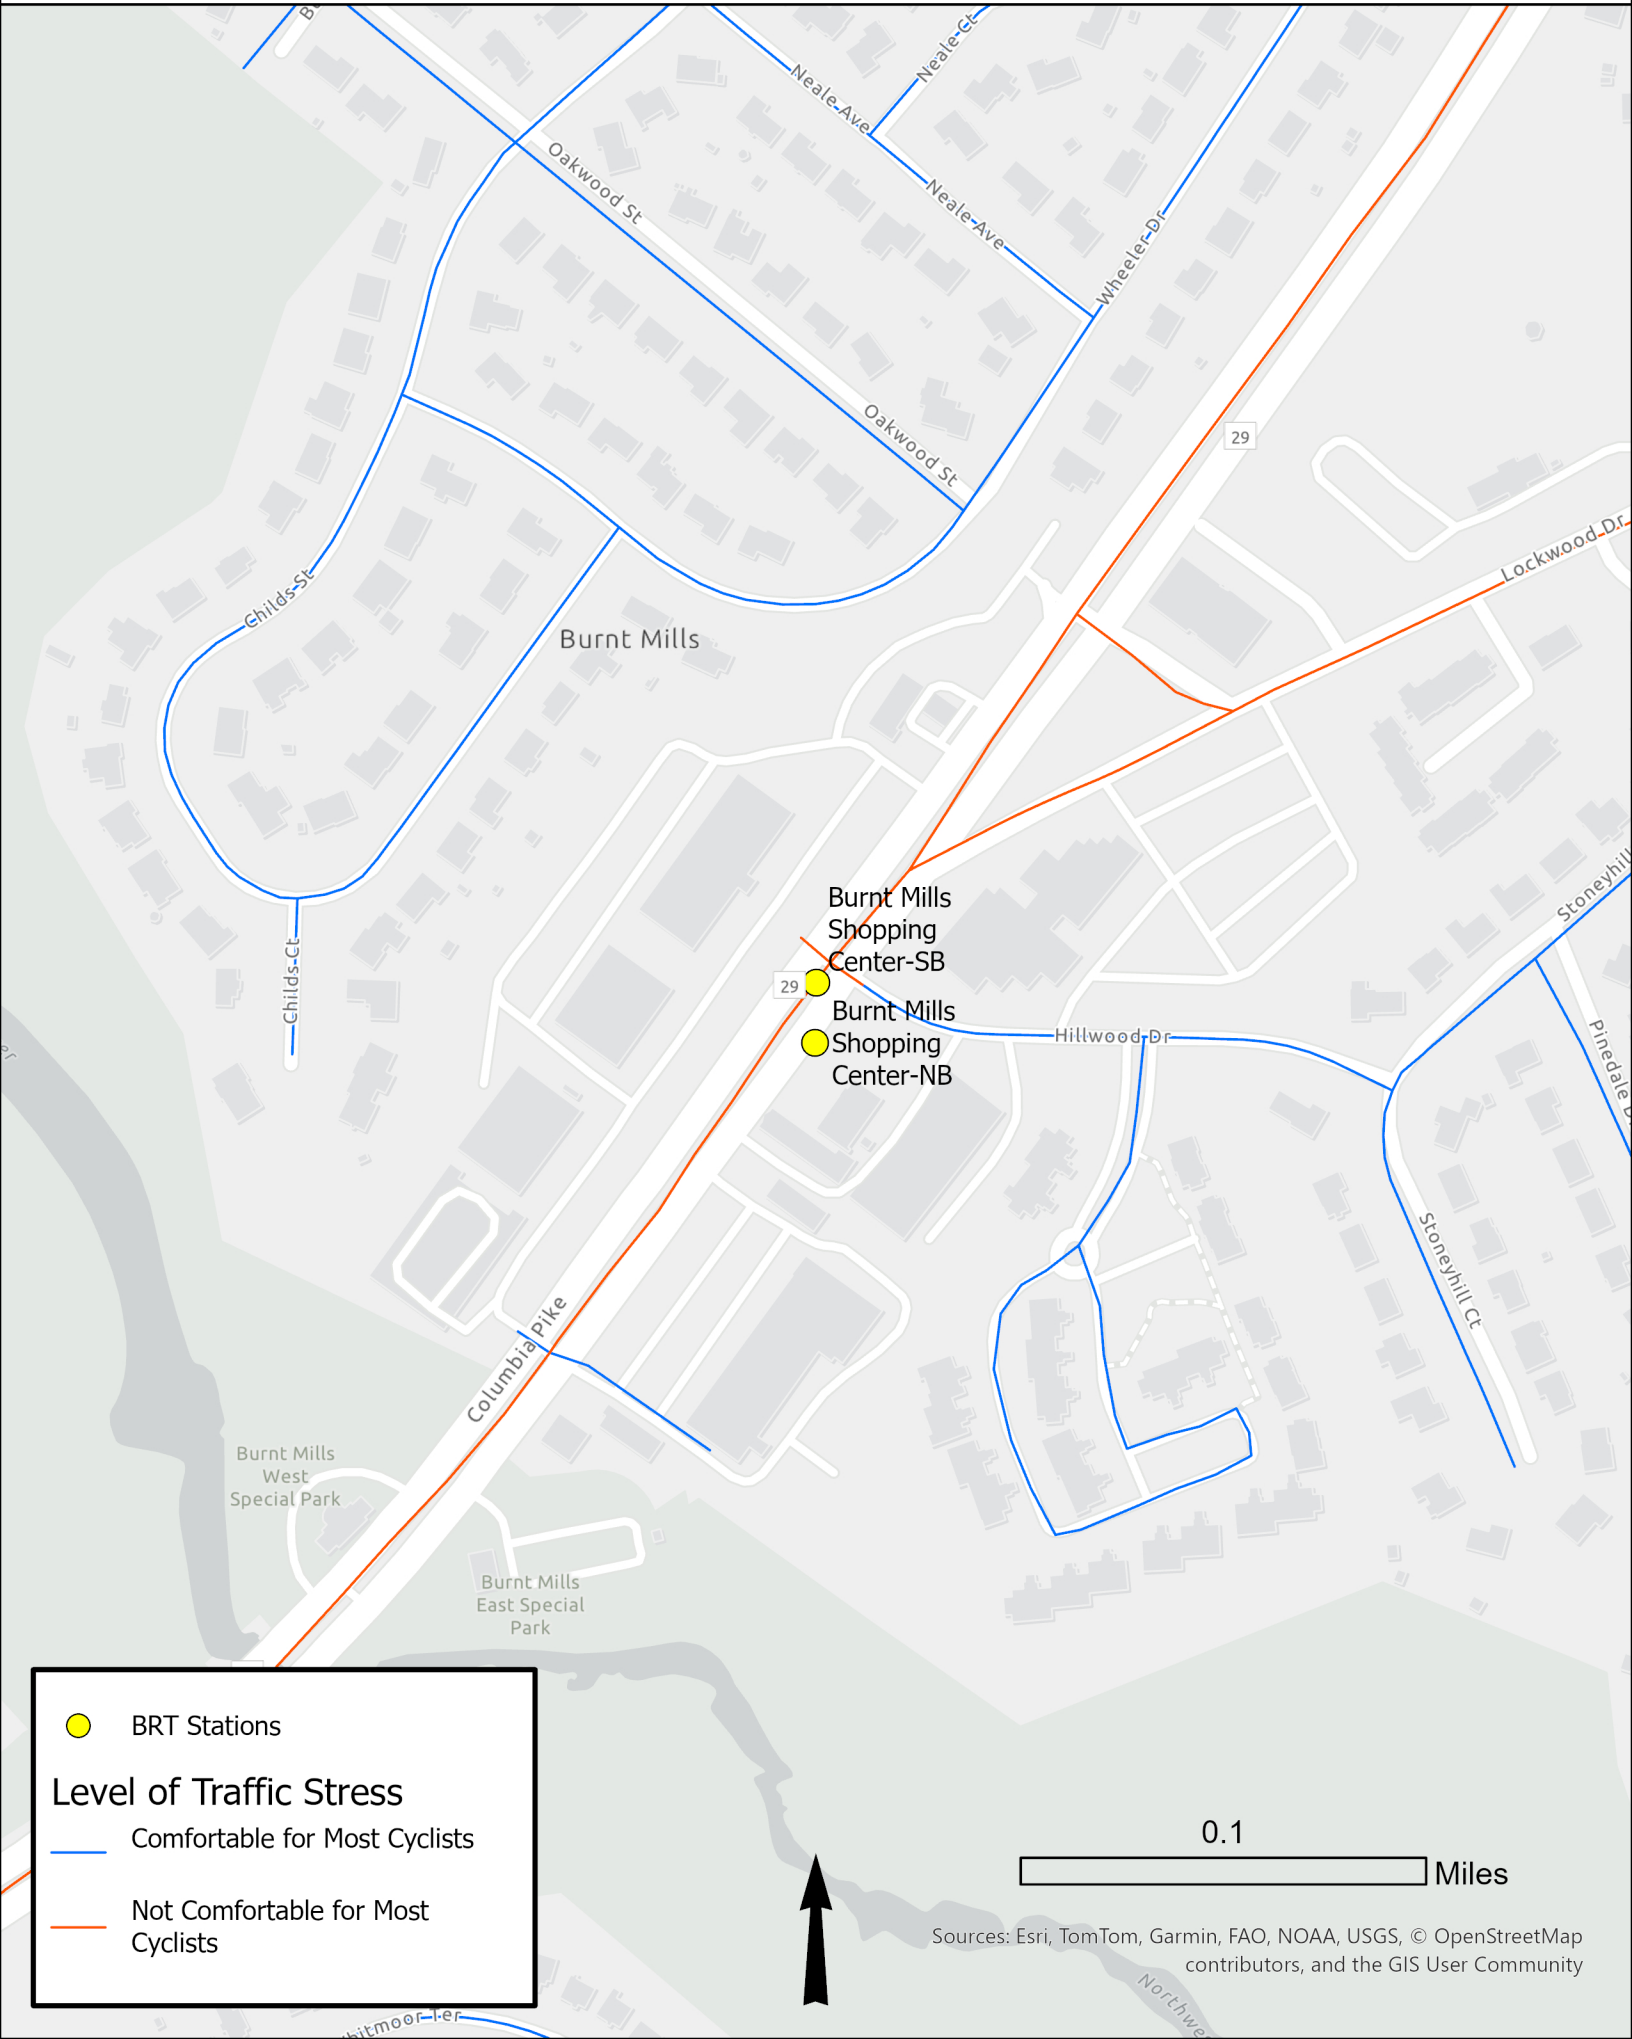 Neale Ct
Neale Ave
Oakwood St
Neale Ave
Wheeler Dr
Oakwood St
29
Lockwood Dr
Childs St
Burnt Mills
Burnt Mills
Shopping
Center-SB
Stoneyhill
Childs Ct
29
Burnt Mills
Shopping
Center-NB
Hillwood Dr
Pinedale D
Stoneyhill Ct
Columbia Pike
Burnt Mills
West
Special Park
Burnt Mills
East Special
Park
BRT Stations
Level of Traffic Stress
Comfortable for Most Cyclists
Not Comfortable for Most
Cyclists
0.1
Miles
Sources: Esri, TomTom, Garmin, FAO, NOAA, USGS, © OpenStreetMap
contributors, and the GIS User Community
Northwe
hitmoor Ter